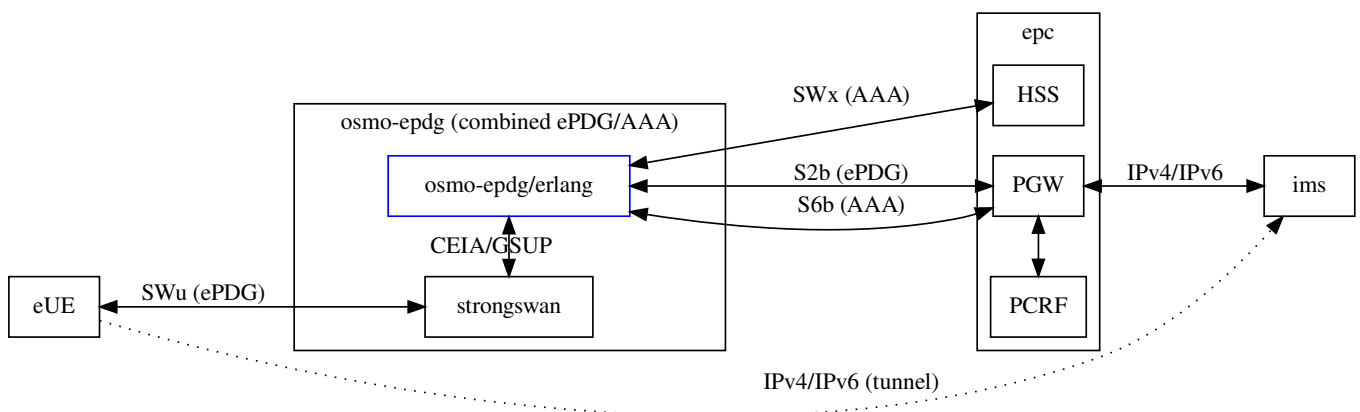 epc
SWx (AAA)
HSS
osmo-epdg (combined ePDG/AAA)
osmo-epdg/erlang
S2b (ePDG)
PGW
IPv4/IPv6
ims
S6b (AAA)
CEIA/GSUP
eUE
SWu (ePDG)
strongswan
PCRF
IPv4/IPv6 (tunnel)